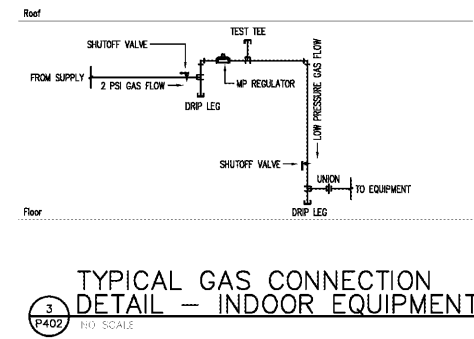 Roof
TEST TEE
SHUTOFF VALVE
LOW PRESSURE GAS FLOW
FROM SUPPLY
2 PSI GAS FLOW
MP REGULATOR
DRIP LEG
SHUTOFF VALVE
UNION
TO EQUIPMENT
Floor
DRIP LEG
TYPICAL GAS CONNECTION
DETAIL — INDOOR EQUIPMENT
3
P402
NO SCALE